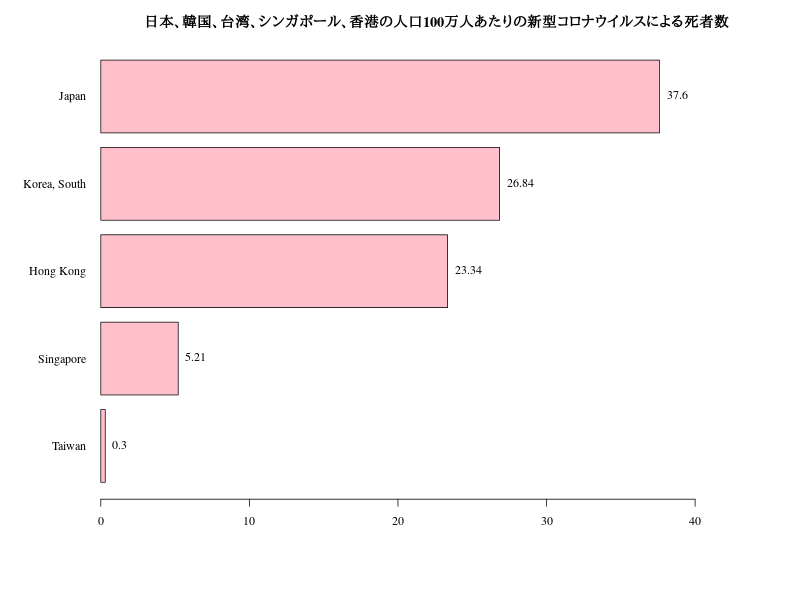 日本、韓国、台湾、シンガポール、香港の人口100万人あたりの新型コロナウイルスによる死者数
Japan 37.6
Korea, South 26.84
Hong Kong 23.34
Singapore 5.21
Taiwan 0.3
0 10 20 30 40